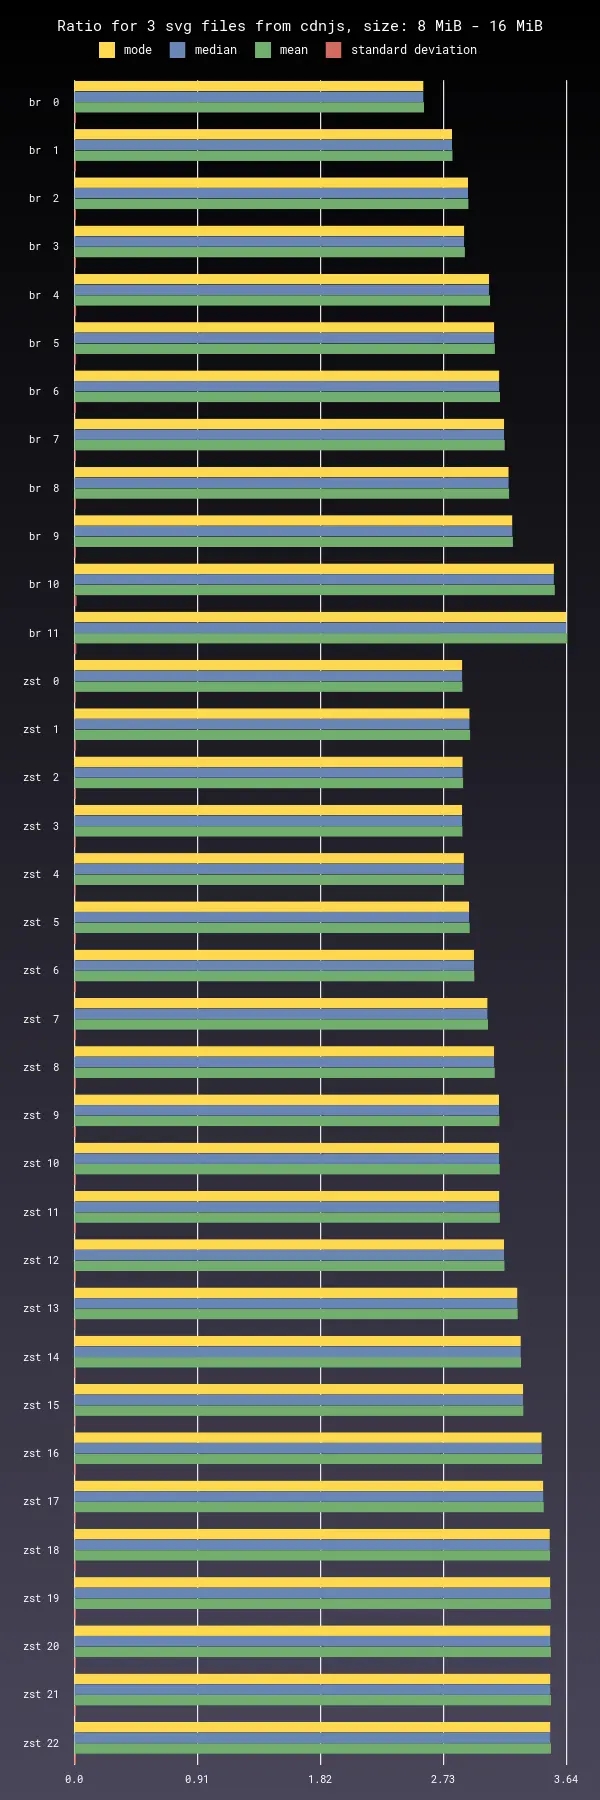 Ratio for 3 svg files from cdnjs, size: 8 MiB - 16 MiB
mode median mean standard deviation
br 0
br 1
br 2
br 3
br 4
br 5
br 6
br 7
br 8
br 9
br 10
br 11
zst 0
zst 1
zst 2
zst 3
zst 4
zst 5
zst 6
zst 7
zst 8
zst 9
zst 10
zst 11
zst 12
zst 13
zst 14
zst 15
zst 16
zst 17
zst 18
zst 19
zst 20
zst 21
zst 22
0.0 0.91 1.82 2.73 3.64